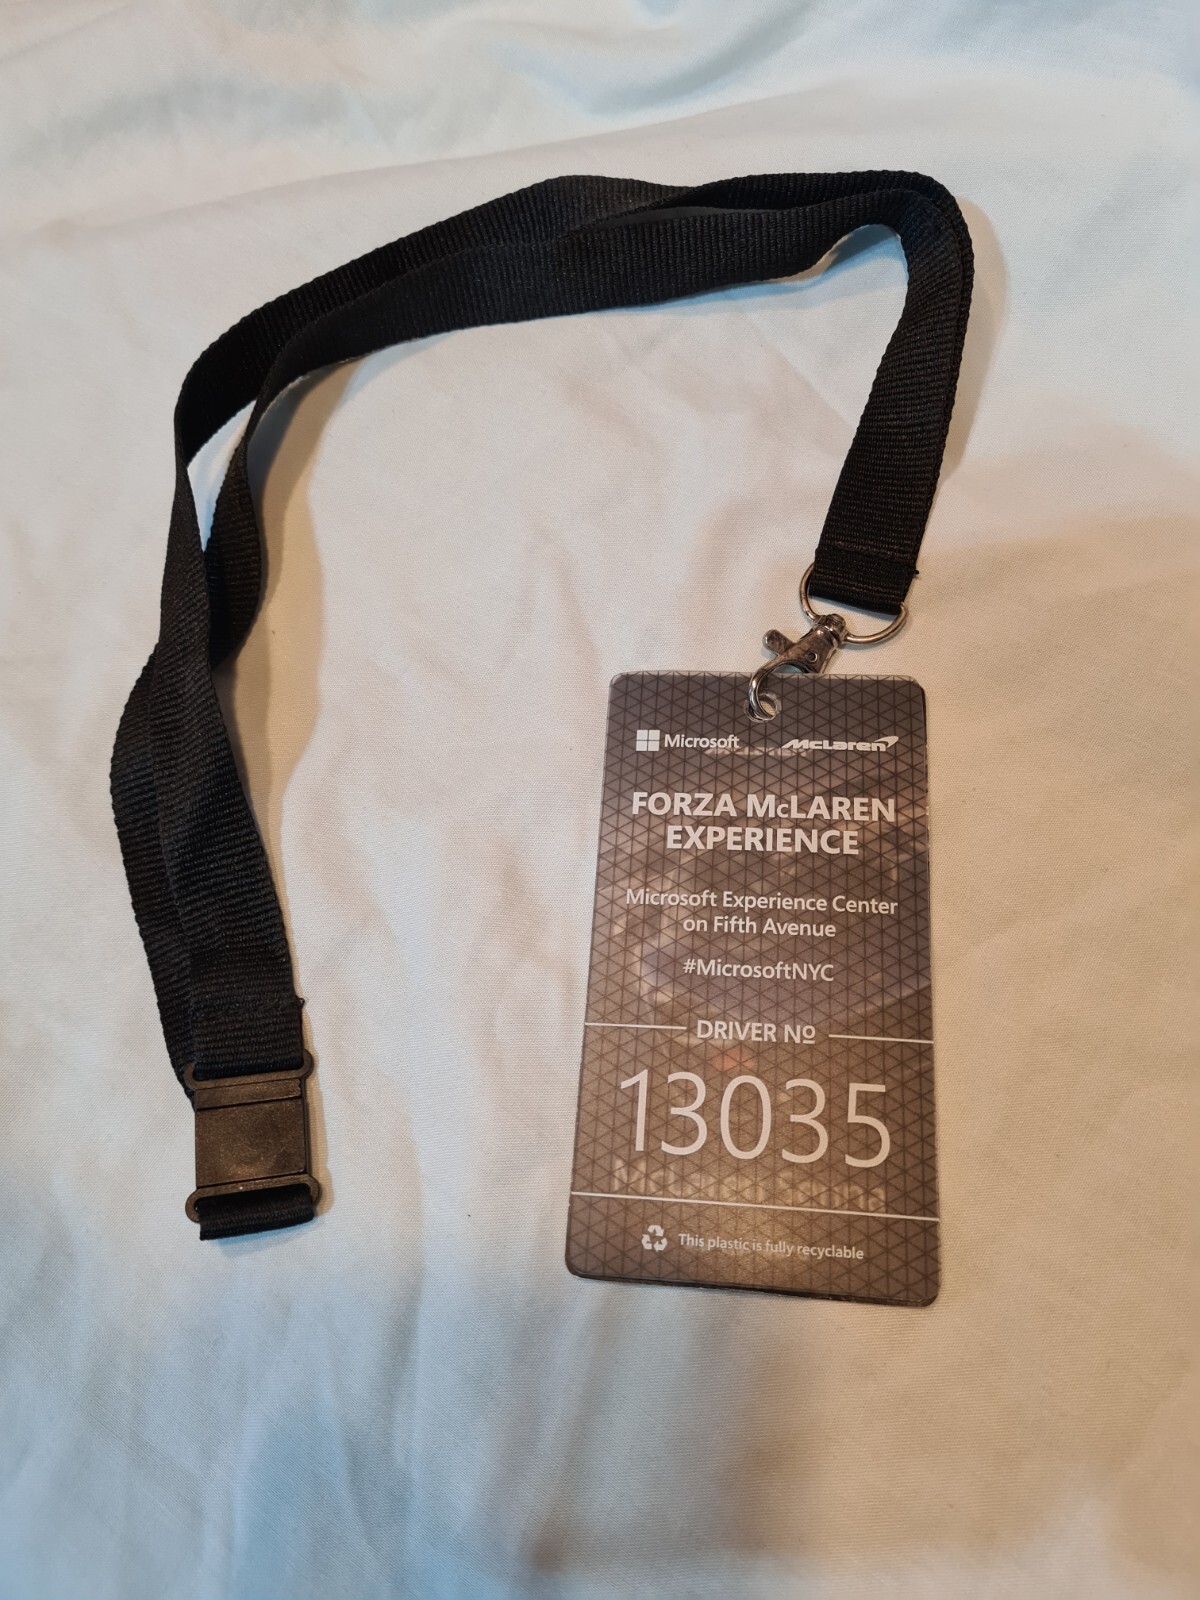 Microsoft McLaren
FORZA McLAREN
EXPERIENCE
Microsoft Experience Center
on Fifth Avenue
#MicrosoftNYC
DRIVER Nº
13035
This plastic is fully recyclable